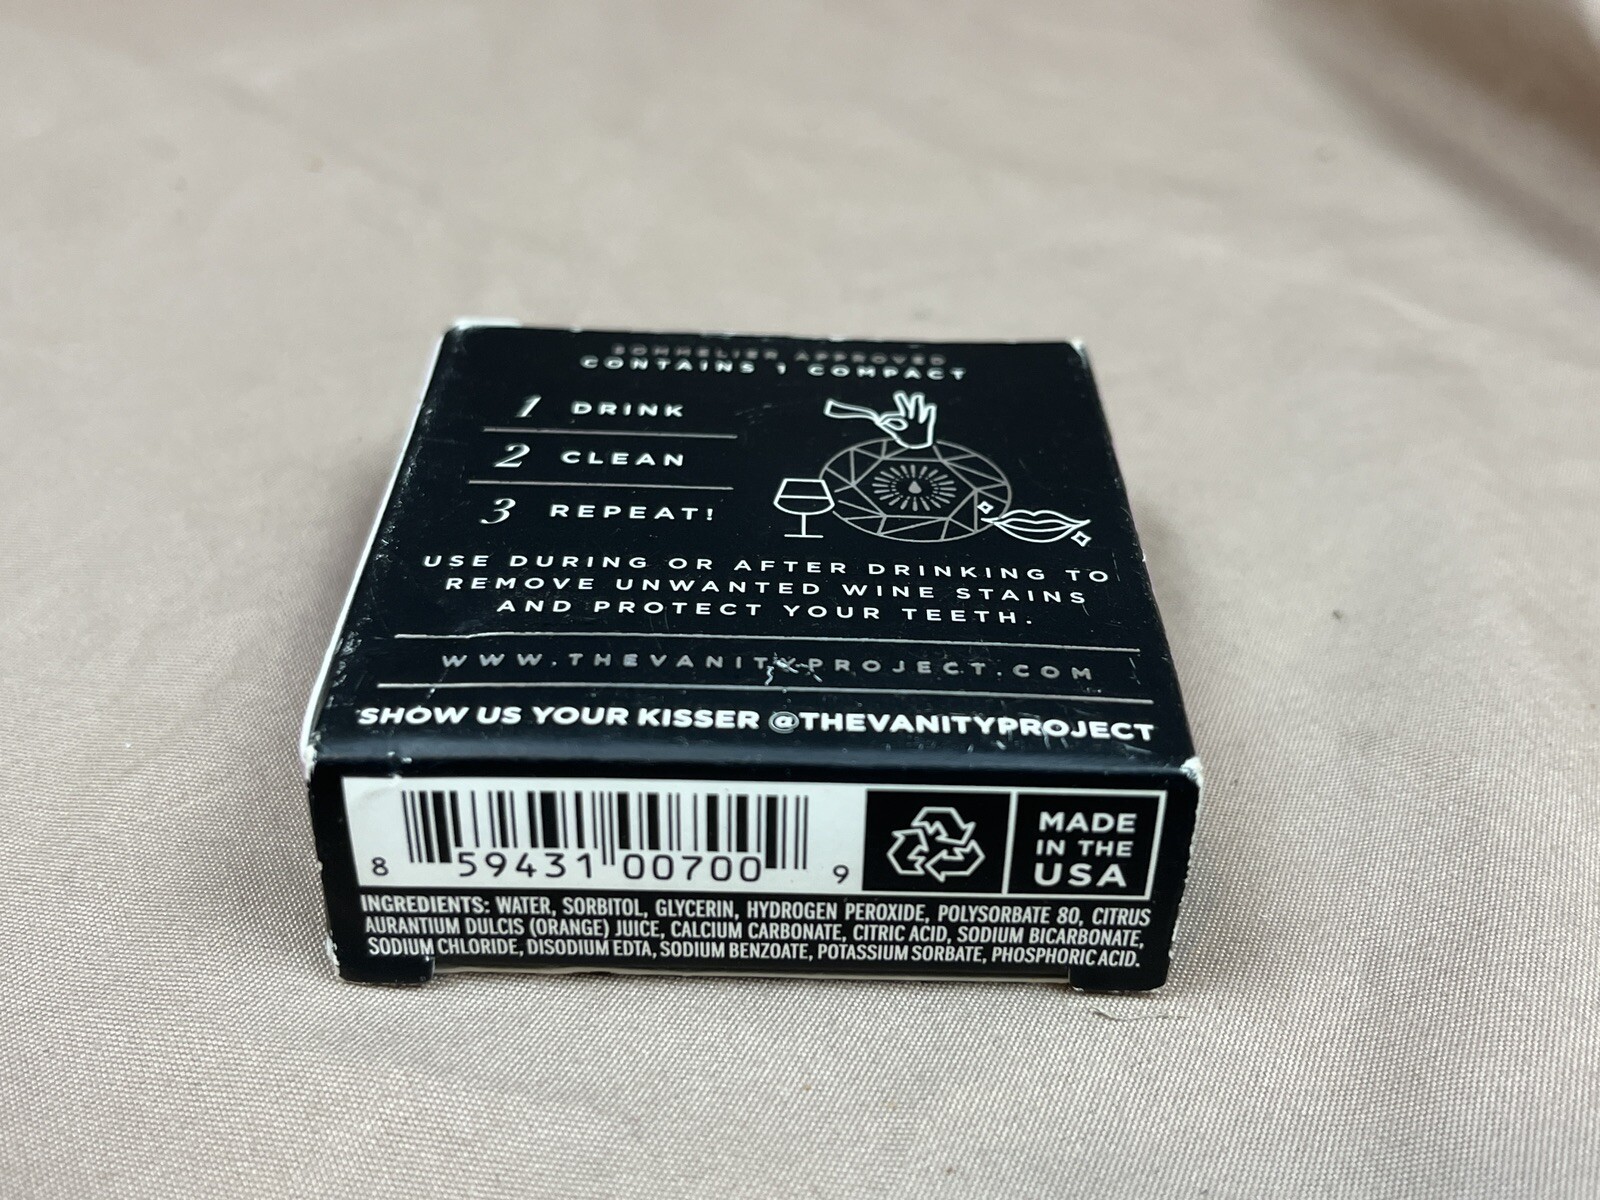 SOMMELIER APPROVED
CONTAINS 1 COMPACT
1 DRINK
2 CLEAN
3 REPEAT!
USE DURING OR AFTER DRINKING TO
REMOVE UNWANTED WINE STAINS
AND PROTECT YOUR TEETH.
WWW.THEVANITYPROJECT.COM
SHOW US YOUR KISSER @THEVANITYPROJECT
8 59431 00700 9
MADE
IN THE
USA
INGREDIENTS: WATER, SORBITOL, GLYCERIN, HYDROGEN PEROXIDE, POLYSORBATE 80, CITRUS
AURANTIUM DULCIS (ORANGE) JUICE, CALCIUM CARBONATE, CITRIC ACID, SODIUM BICARBONATE,
SODIUM CHLORIDE, DISODIUM EDTA, SODIUM BENZOATE, POTASSIUM SORBATE, PHOSPHORIC ACID.